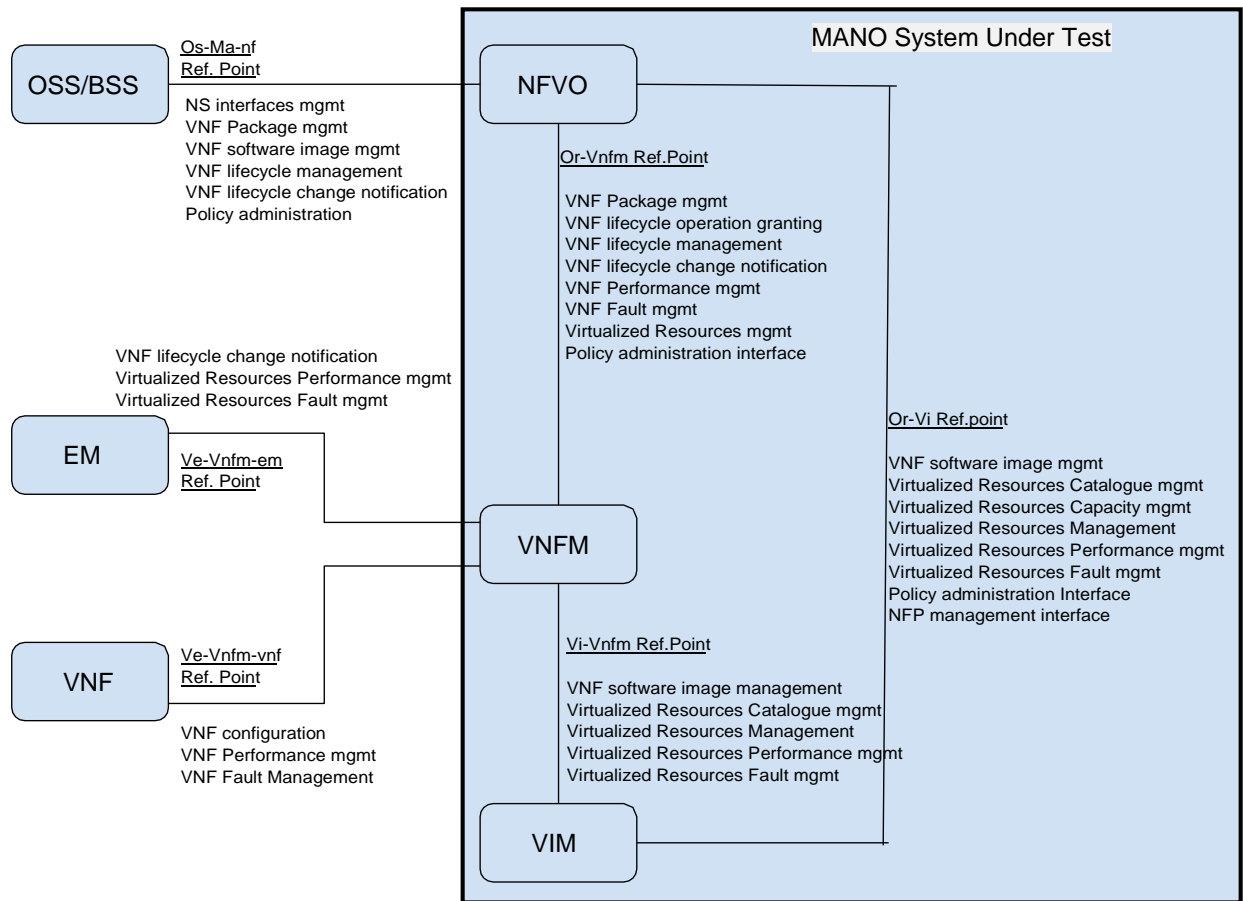 MANO System Under Test
OSS/BSS
Os-Ma-nf
Ref. Point
NS interfaces mgmt
VNF Package mgmt
VNF software image mgmt
VNF lifecycle management
VNF lifecycle change notification
Policy administration
NFVO
Or-Vnfm Ref.Point
VNF Package mgmt
VNF lifecycle operation granting
VNF lifecycle management
VNF lifecycle change notification
VNF Performance mgmt
VNF Fault mgmt
Virtualized Resources mgmt
Policy administration interface
VNF lifecycle change notification
Virtualized Resources Performance mgmt
Virtualized Resources Fault mgmt
EM
Ve-Vnfm-em
Ref. Point
Or-Vi Ref.point
VNF software image mgmt
Virtualized Resources Catalogue mgmt
Virtualized Resources Capacity mgmt
Virtualized Resources Management
Virtualized Resources Performance mgmt
Virtualized Resources Fault mgmt
Policy administration Interface
NFP management interface
VNFM
VNF
Ve-Vnfm-vnf
Ref. Point
VNF configuration
VNF Performance mgmt
VNF Fault Management
Vi-Vnfm Ref.Point
VNF software image management
Virtualized Resources Catalogue mgmt
Virtualized Resources Management
Virtualized Resources Performance mgmt
Virtualized Resources Fault mgmt
VIM